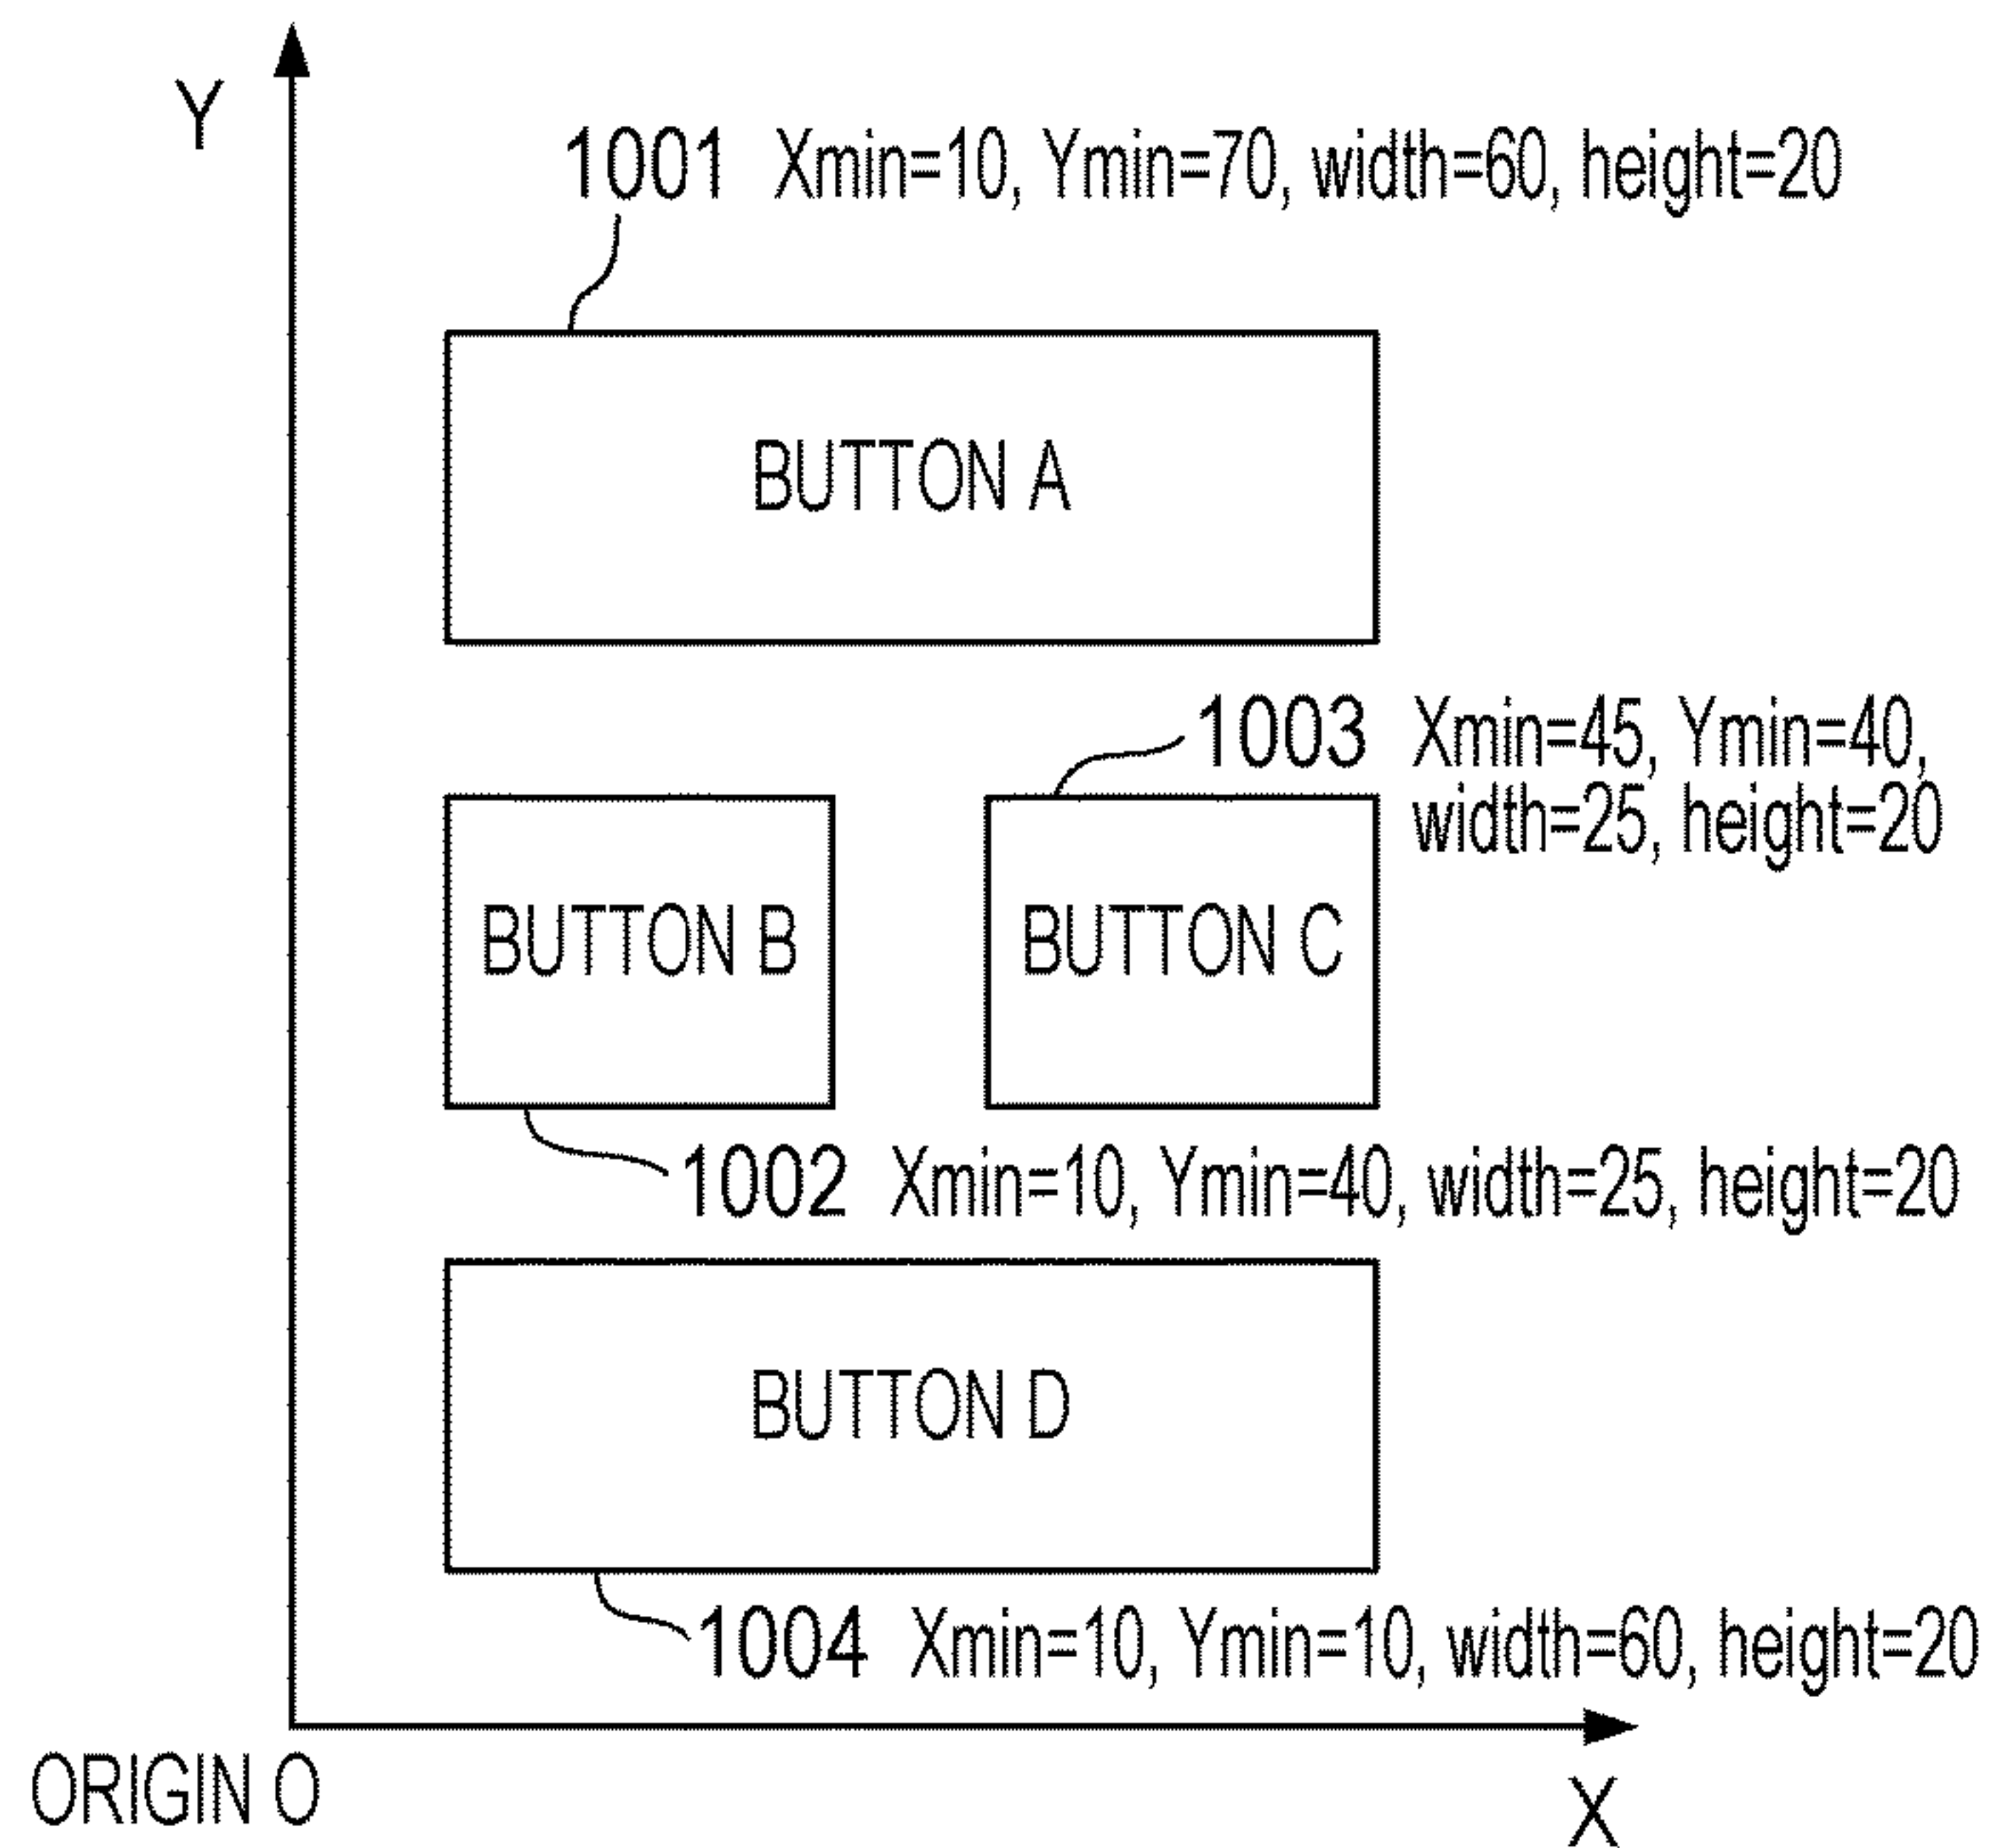 Y
1001 Xmin=10, Ymin=70, width=60, height=20
BUTTON A
1003 Xmin=45, Ymin=40,
width=25, height=20
BUTTON B
BUTTON C
1002 Xmin=10, Ymin=40, width=25, height=20
BUTTON D
1004 Xmin=10, Ymin=10, width=60, height=20
ORIGIN O
X